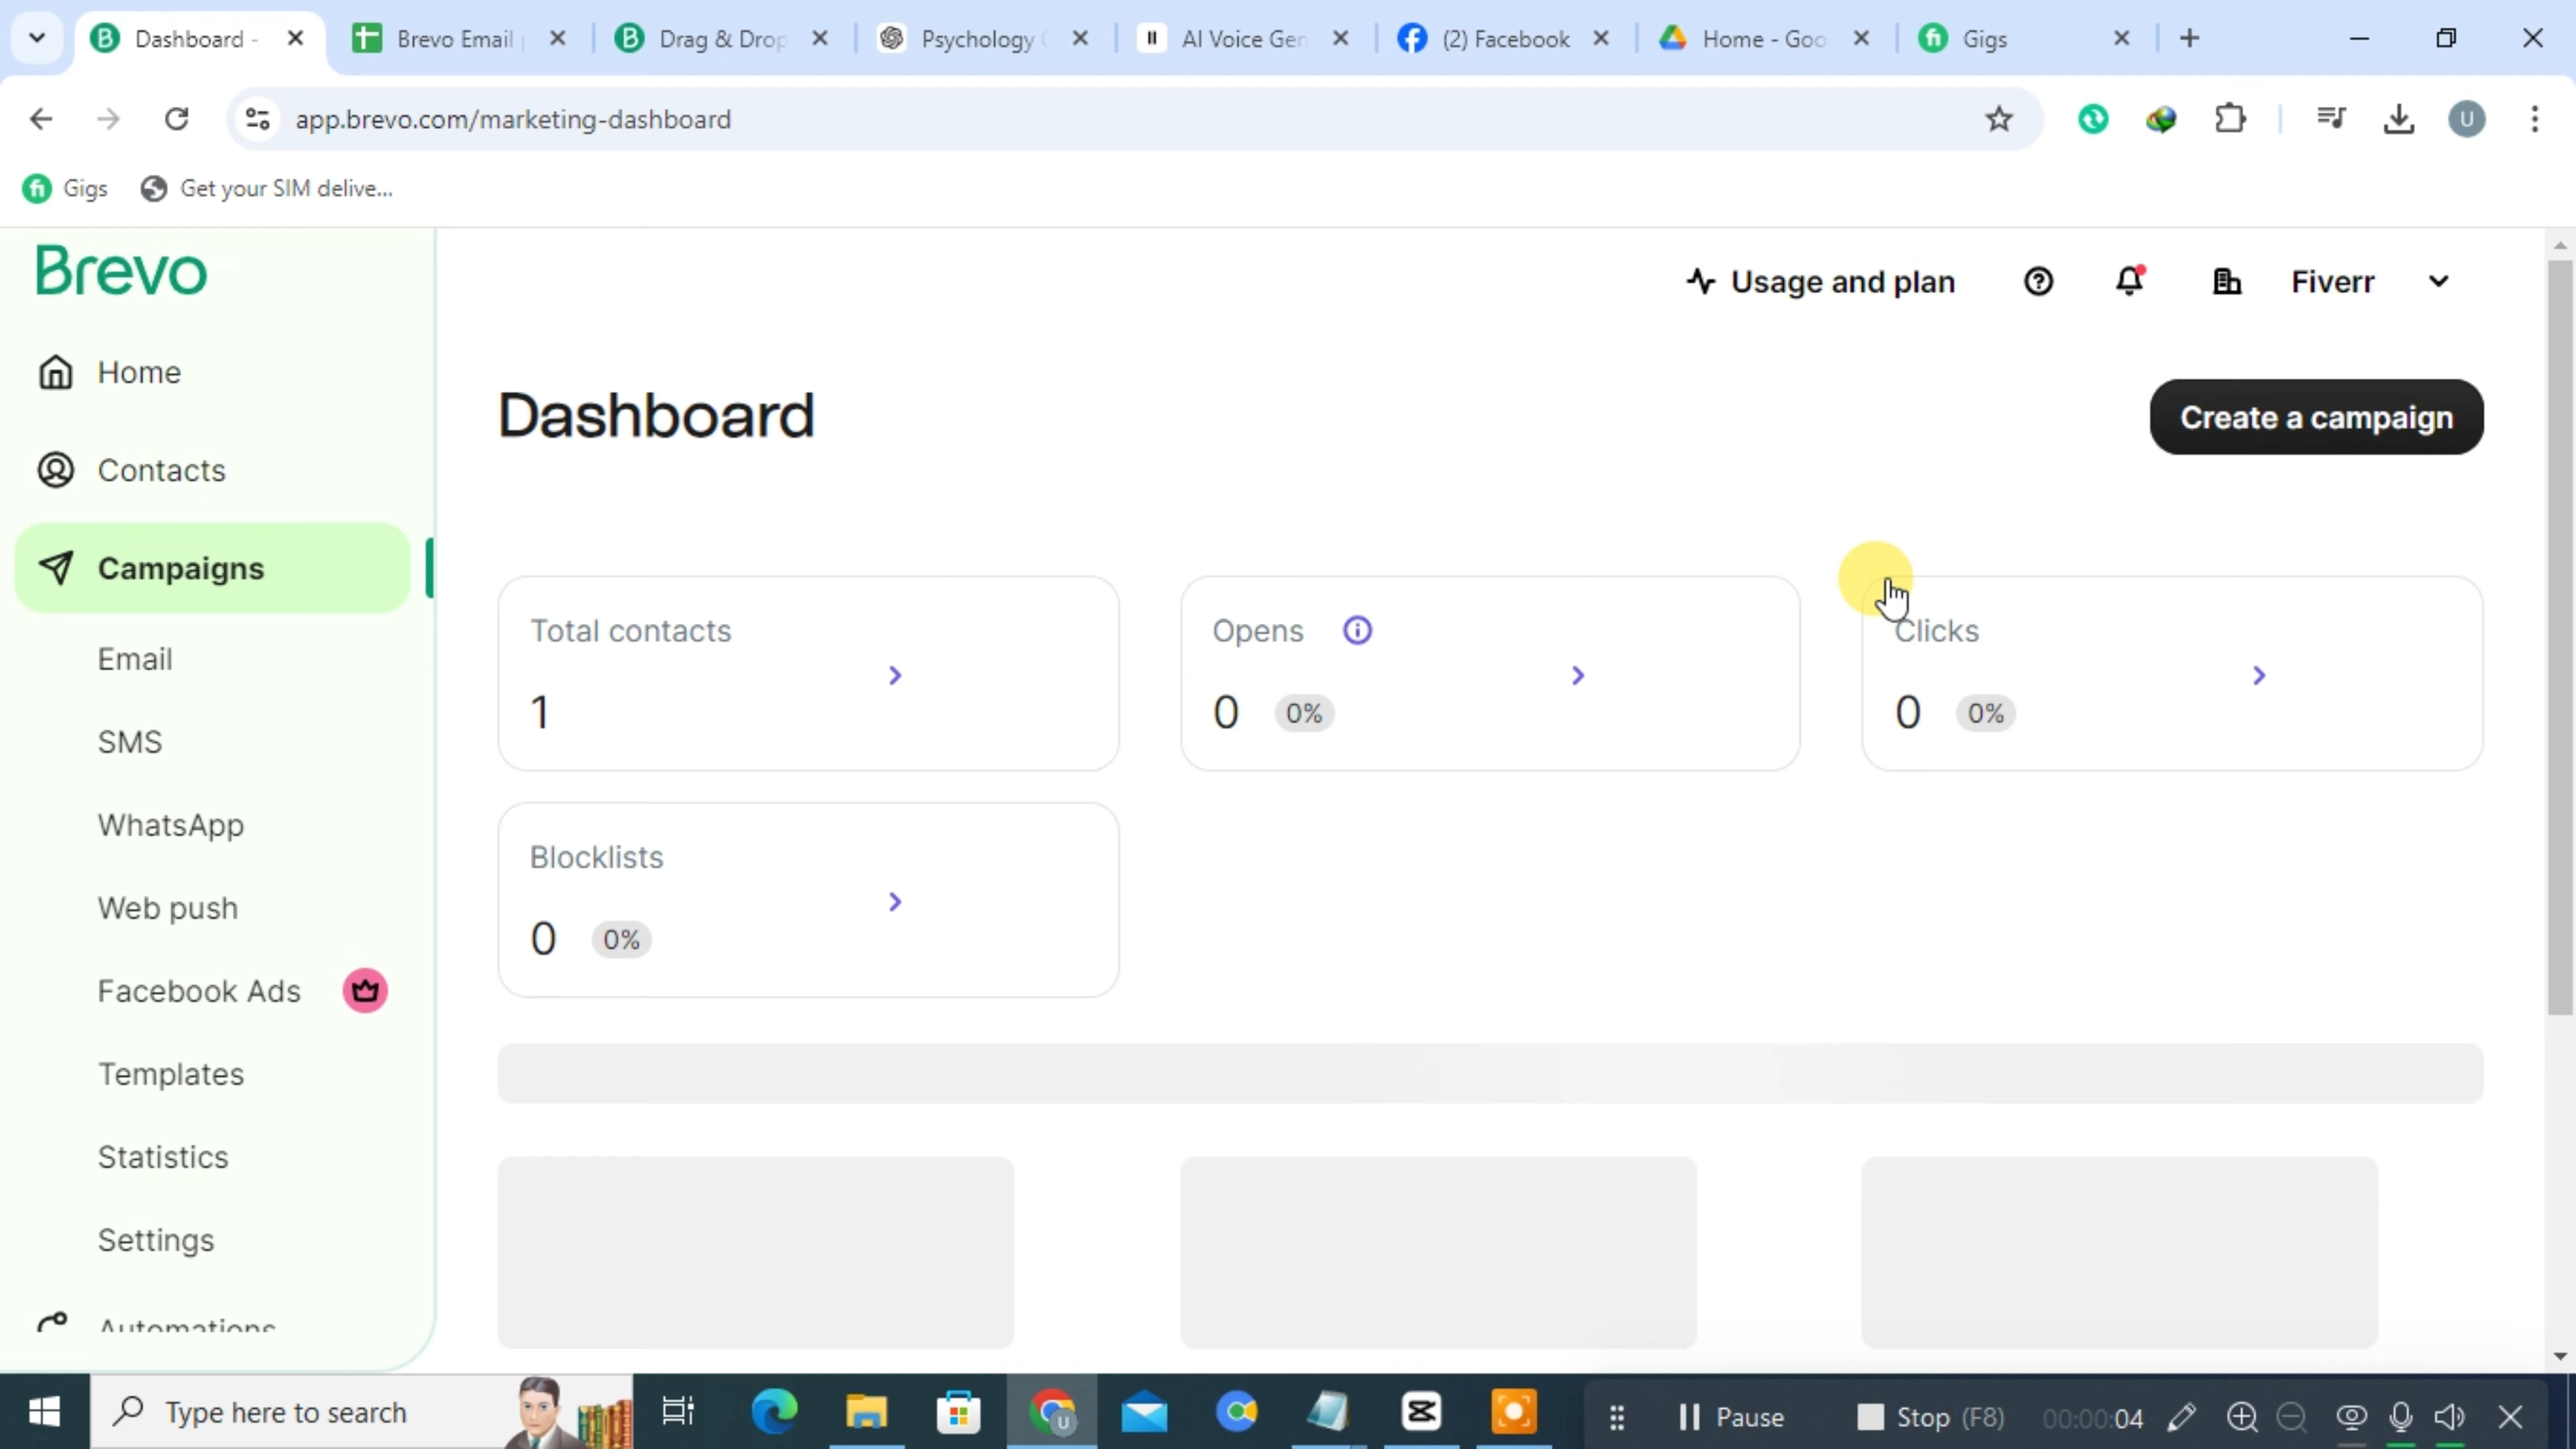 Dashboard -
Brevo Email
Drag & Drop
Psychology
AI Voice Gen
(2) Facebook
Home - Goo
Gigs
app.brevo.com/marketing-dashboard
U
Gigs
Get your SIM delive...
Brevo
Usage and plan
Fiverr
Home
Contacts
Campaigns
Email
SMS
WhatsApp
Web push
Facebook Ads
Templates
Statistics
Settings
Automations
Dashboard
Create a campaign
Total contacts
1
Opens
0 0%
Clicks
0 0%
Blocklists
0 0%
Type here to search
Pause
Stop (F8)
00:00:04